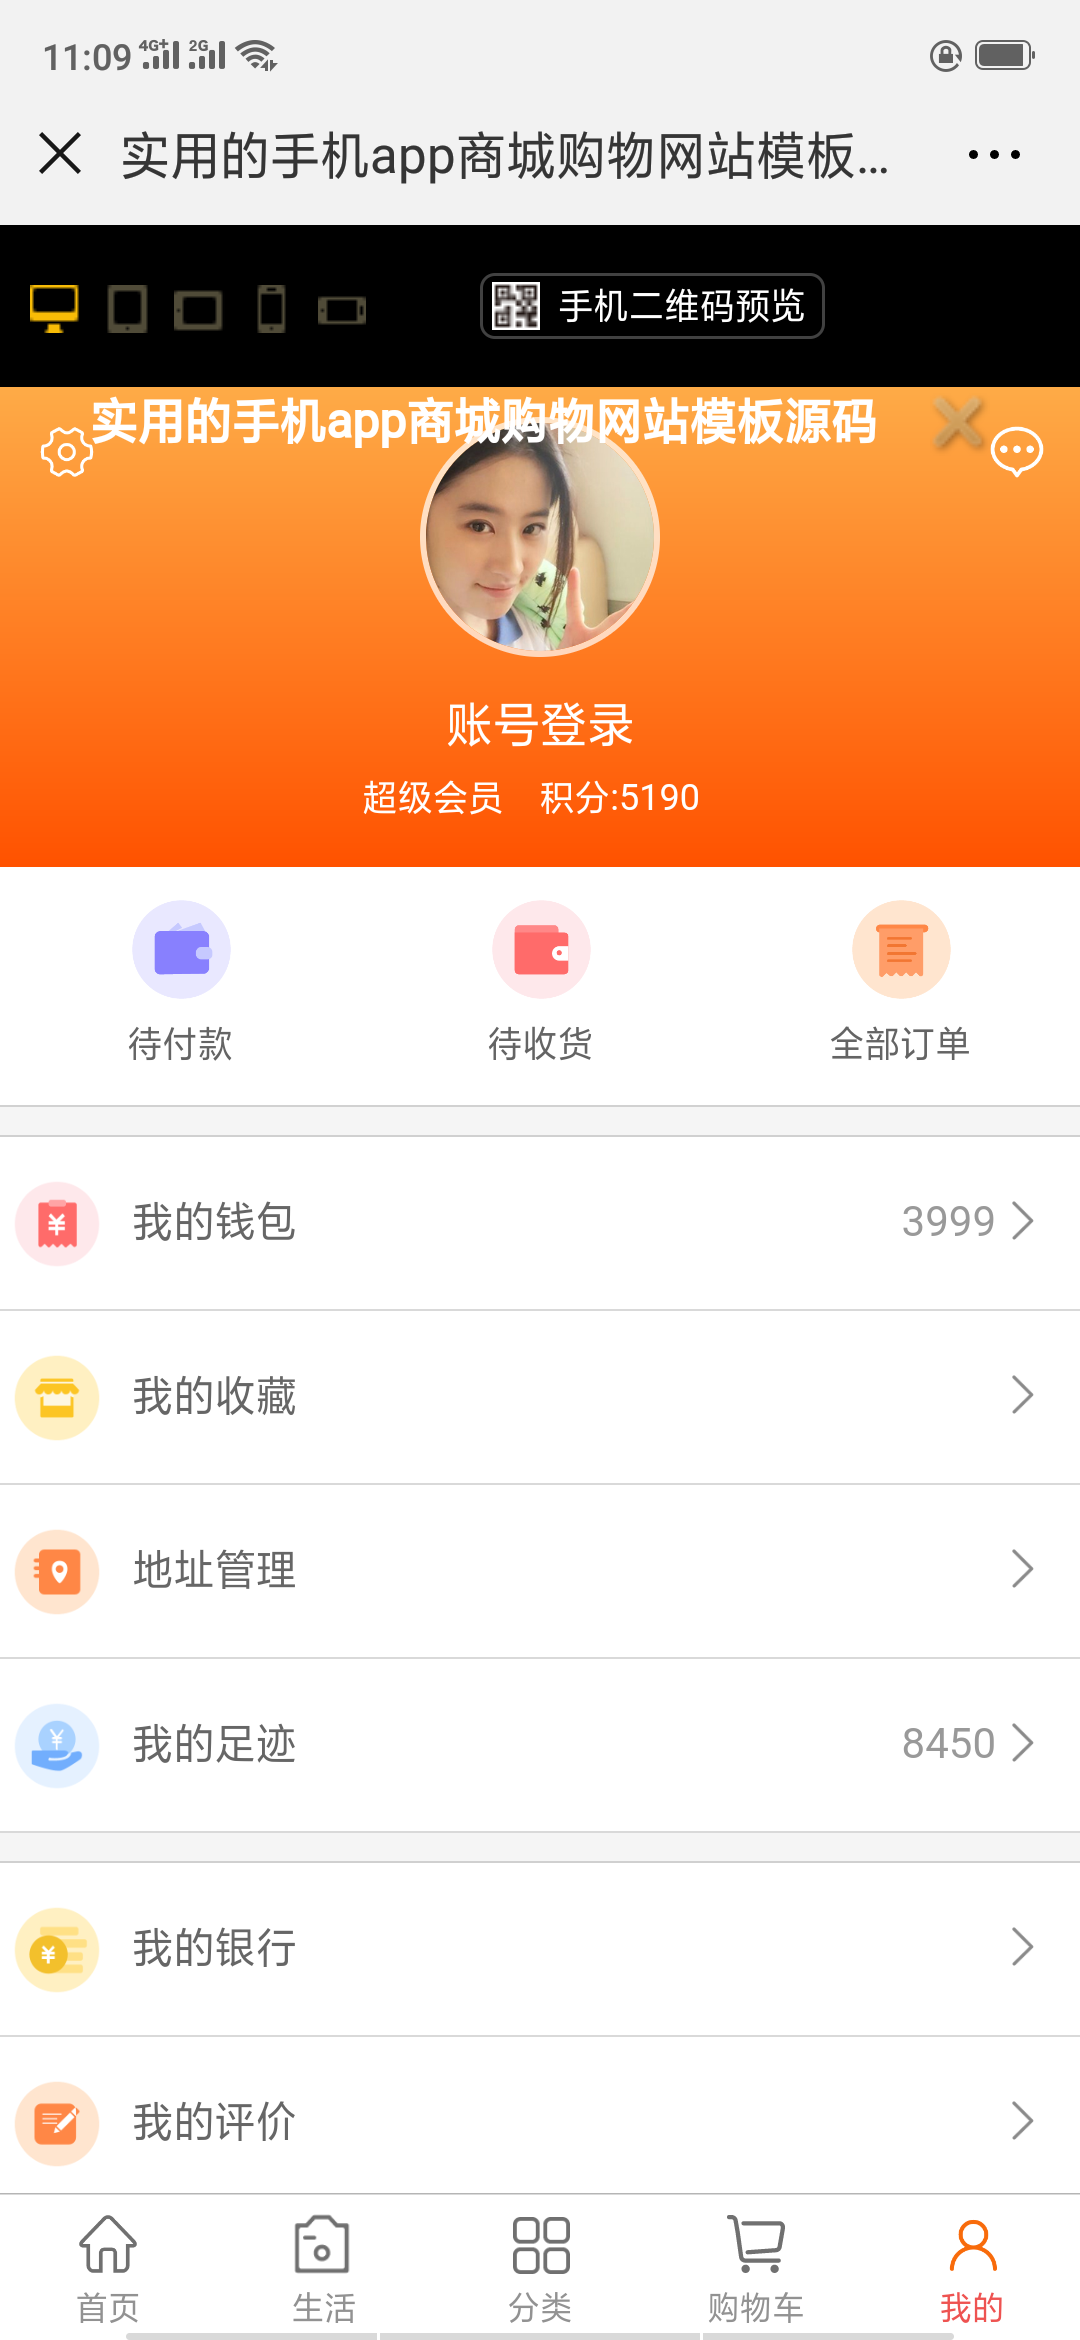 11:09 4G+ 2G
实用的手机app商城购物网站模板...
手机二维码预览
实用的手机app商城购物网站模板源码
账号登录
超级会员 积分:5190
待付款 待收货 全部订单
我的钱包 3999
我的收藏
地址管理
我的足迹 8450
我的银行
我的评价
首页 生活 分类 购物车 我的